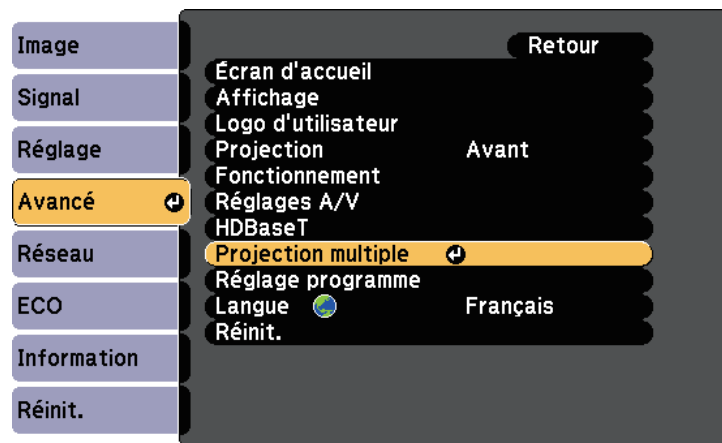 Image
Signal
Réglage
Avancé
Réseau
ECO
Information
Réinit.
Retour
Écran d'accueil
Affichage
Logo d'utilisateur
Projection Avant
Fonctionnement
Réglages A/V
HDBaseT
Projection multiple
Réglage programme
Langue Français
Réinit.